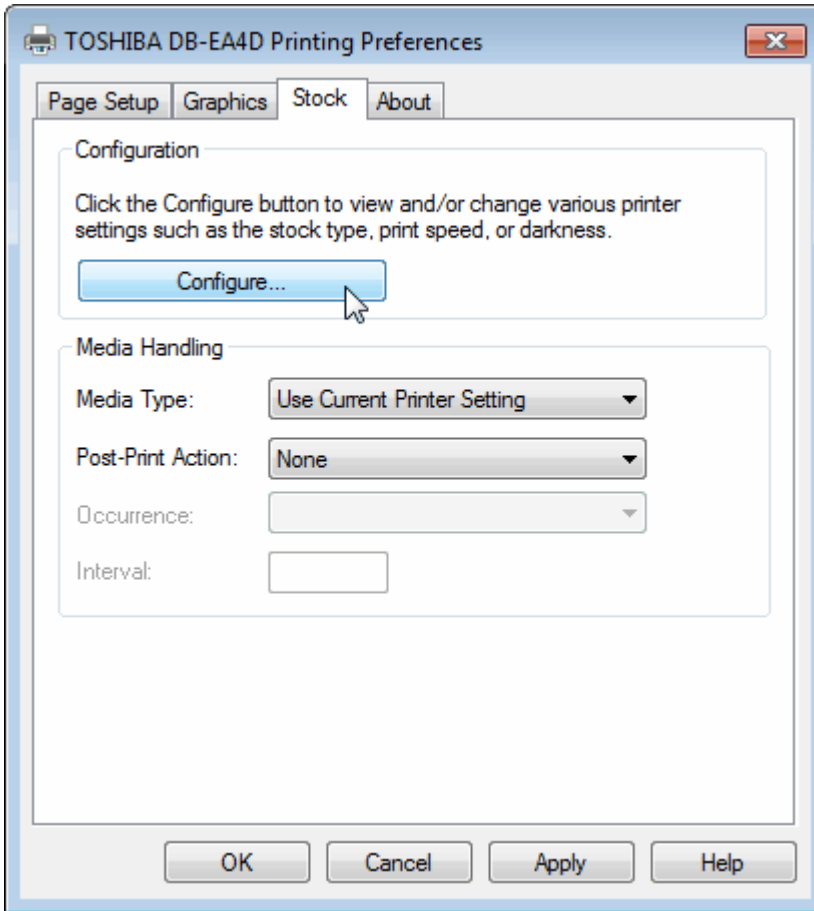 TOSHIBA DB-EA4D Printing Preferences
Page Setup Graphics Stock About
Configuration
Click the Configure button to view and/or change various printer
settings such as the stock type, print speed, or darkness.
Configure...
Media Handling
Media Type: Use Current Printer Setting
Post-Print Action: None
Occurrence:
Interval:
OK Cancel Apply Help